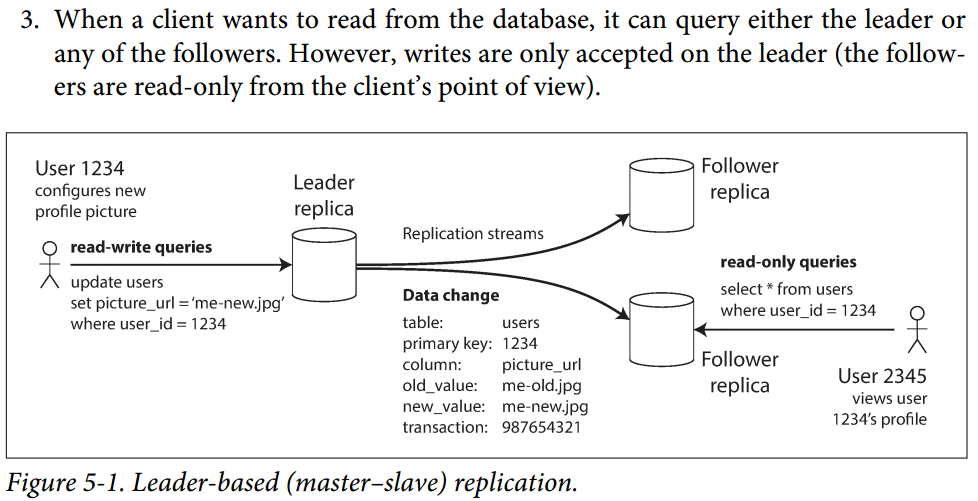 3. When a client wants to read from the database, it can query either the leader or
any of the followers. However, writes are only accepted on the leader (the follow-
ers are read-only from the client’s point of view).
User 1234
configures new
profile picture
read-write queries
update users
set picture_url = ‘me-new.jpg’
where user_id = 1234
Leader
replica
Replication streams
Data change
table: users
primary key: 1234
column: picture_url
old_value: me-old.jpg
new_value: me-new.jpg
transaction: 987654321
Follower
replica
read-only queries
select * from users
where user_id = 1234
Follower
replica
User 2345
views user
1234’s profile
Figure 5-1. Leader-based (master–slave) replication.